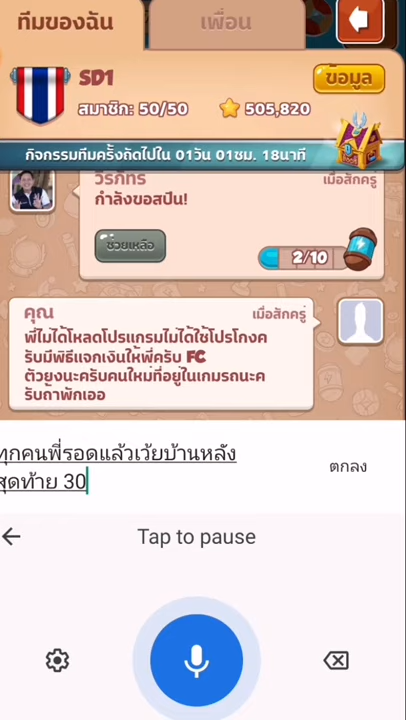 ทีมของฉัน
เพื่อน
SD1
ข้อมูล
สมาชิก: 50/50
505,820
กิจกรรมทีมครั้งถัดไปใน 01วัน 01ชม. 18นาที
วิรภัทร
เมื่อสักครู่
กำลังขอสปิน!
ช่วยเหลือ
2/10
คุณ
เมื่อสักครู่
พี่ไม่ได้โหลดโปรแกรมไม่ได้ใช้โปรโกงค
รับมีพิธีแจกเงินให้พี่ครับ FC
ตัวยงนะครับคนใหม่ที่อยู่ในเกมรถนะค
รับถ้าพักเออ
ทุกคนพี่รอดแล้วเว้ยบ้านหลัง
สุดท้าย 30
ตกลง
Tap to pause